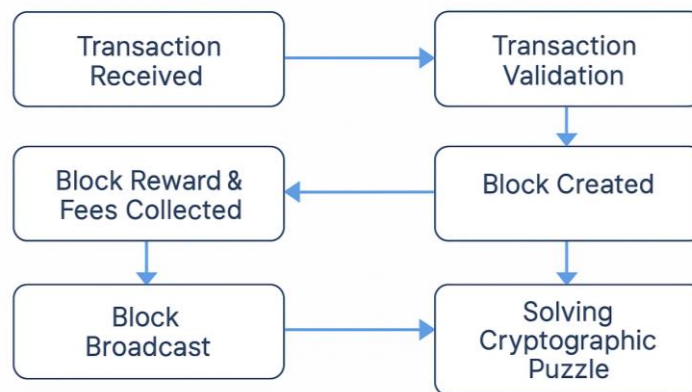 Transaction
Received
Transaction
Validation
Block Reward &
Fees Collected
Block Created
Block
Broadcast
Solving
Cryptographic
Puzzle